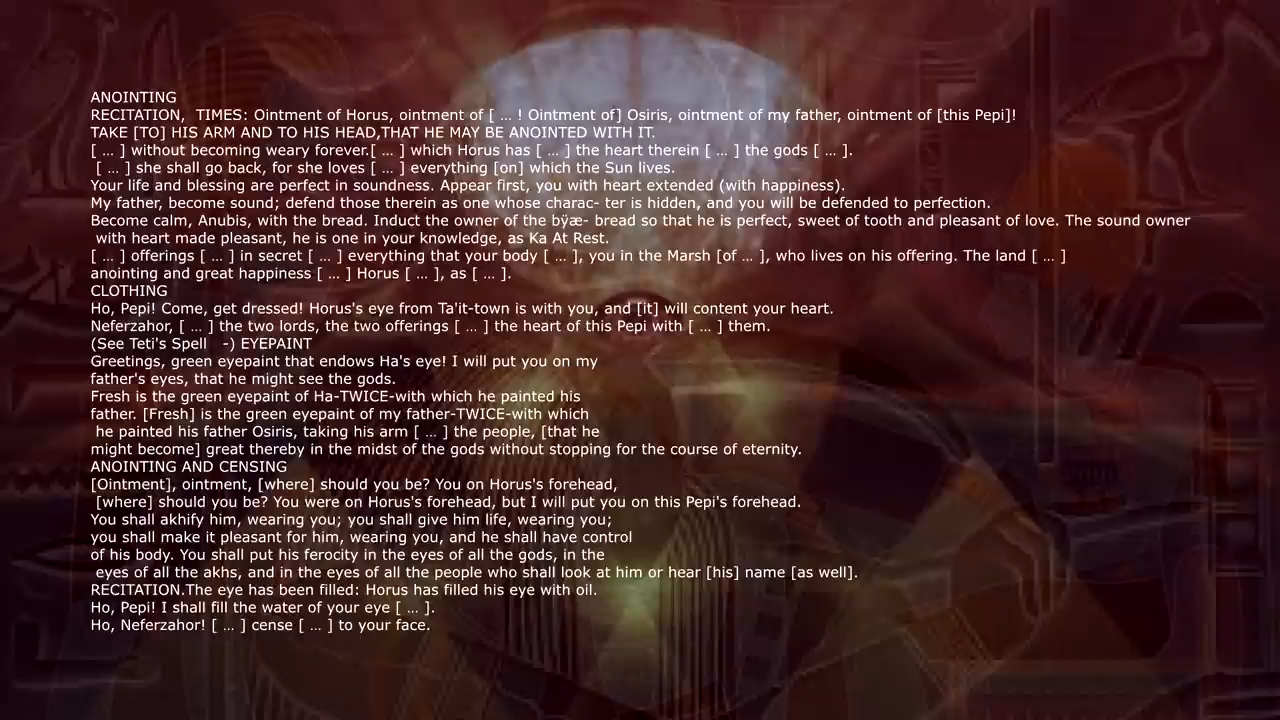 ANOINTING
RECITATION,  TIMES: Ointment of Horus, ointment of [ ... ! Ointment of] Osiris, ointment of my father, ointment of [this Pepi]!
TAKE [TO] HIS ARM AND TO HIS HEAD,THAT HE MAY BE ANOINTED WITH IT.
[ ... ] without becoming weary forever.[ ... ] which Horus has [ ... ] the heart therein [ ... ] the gods [ ... ].
[ ... ] she shall go back, for she loves [ ... ] everything [on] which the Sun lives.
Your life and blessing are perfect in soundness. Appear first, you with heart extended (with happiness).
My father, become sound; defend those therein as one whose charac- ter is hidden, and you will be defended to perfection.
Become calm, Anubis, with the bread. Induct the owner of the bÿæ- bread so that he is perfect, sweet of tooth and pleasant of love. The sound owner
with heart made pleasant, he is one in your knowledge, as Ka At Rest.
[ ... ] offerings [ ... ] in secret [ ... ] everything that your body [ ... ], you in the Marsh [of ... ], who lives on his offering. The land [ ... ]
anointing and great happiness [ ... ] Horus [ ... ], as [ ... ].
CLOTHING
Ho, Pepi! Come, get dressed! Horus's eye from Ta'it-town is with you, and [it] will content your heart.
Neferzahor, [ ... ] the two lords, the two offerings [ ... ] the heart of this Pepi with [ ... ] them.
(See Teti's Spell   -) EYEPAINT
Greetings, green eyepaint that endows Ha's eye! I will put you on my
father's eyes, that he might see the gods.
Fresh is the green eyepaint of Ha-TWICE-with which he painted his
father. [Fresh] is the green eyepaint of my father-TWICE-with which
he painted his father Osiris, taking his arm [ ... ] the people, [that he
might become] great thereby in the midst of the gods without stopping for the course of eternity.
ANOINTING AND CENSING
[Ointment], ointment, [where] should you be? You on Horus's forehead,
[where] should you be? You were on Horus's forehead, but I will put you on this Pepi's forehead.
You shall akhify him, wearing you; you shall give him life, wearing you;
you shall make it pleasant for him, wearing you, and he shall have control
of his body. You shall put his ferocity in the eyes of all the gods, in the
eyes of all the akhs, and in the eyes of all the people who shall look at him or hear [his] name [as well].
RECITATION.The eye has been filled: Horus has filled his eye with oil.
Ho, Pepi! I shall fill the water of your eye [ ... ].
Ho, Neferzahor! [ ... ] cense [ ... ] to your face.